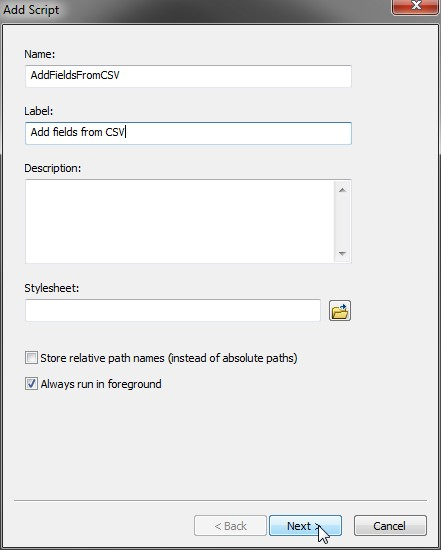 Add Script
Name:
AddFieldsFromCSV
Label:
Add fields from CSV
Description:
Stylesheet:
Store relative path names (instead of absolute paths)
Always run in foreground
< Back Next > Cancel